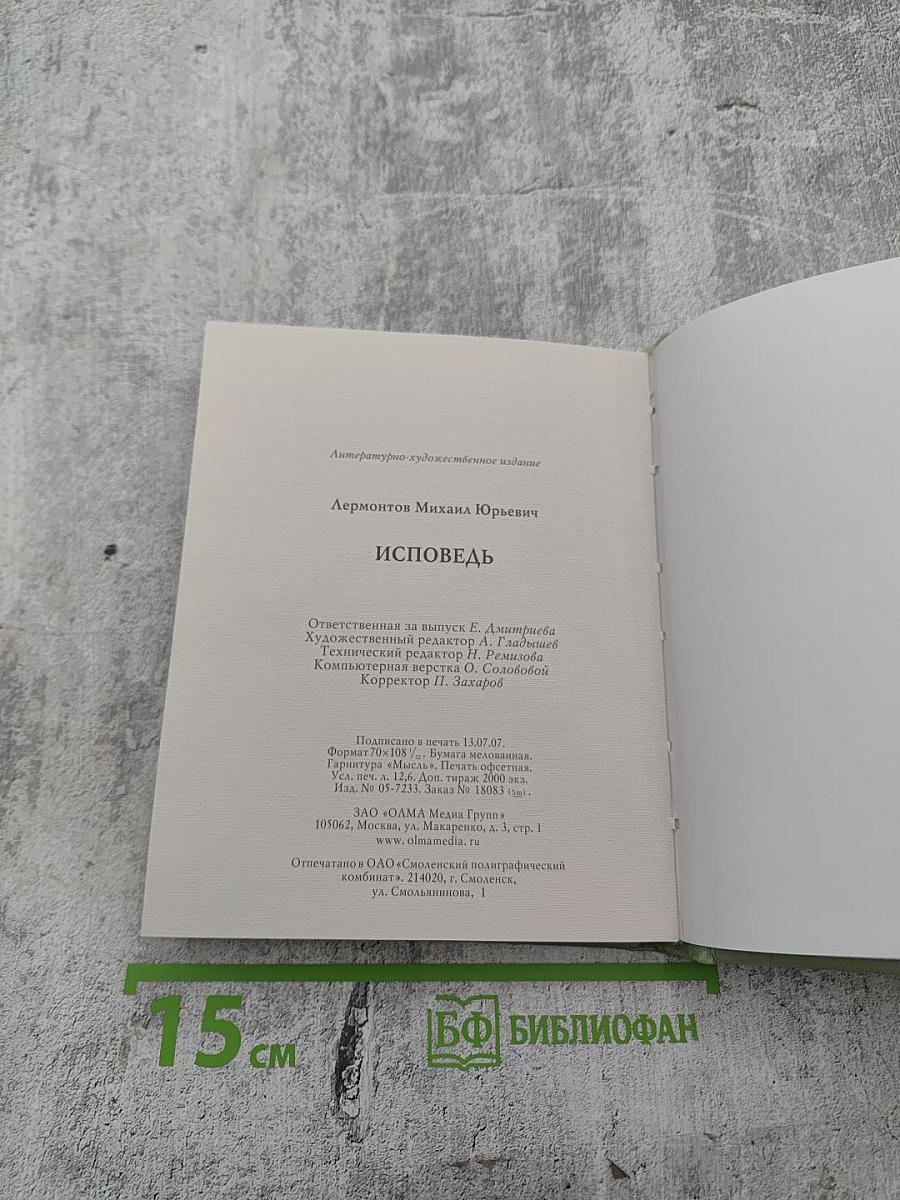 Литературно-художественное издание
Лермонтов Михаил Юрьевич
ИСПОВЕДЬ
Ответственная за выпуск Е. Дмитриева
Художественный редактор А. Гладышев
Технический редактор Н. Ремизова
Компьютерная верстка О. Солововой
Корректор П. Захаров
Подписано в печать 13.07.07.
Формат 70×108 1/32. Бумага мелованная.
Гарнитура «Мысль». Печать офсетная.
Усл. печ. л. 12,6. Доп. тираж 2000 экз.
Изд. № 05-7233. Заказ № 18083 (Sm).
ЗАО «ОЛМА Медиа Групп»
105062, Москва, ул. Макаренко, д. 3, стр. 1
www. olmamedia. ru
Отпечатано в ОАО «Смоленский полиграфический
комбинат». 214020, г. Смоленск,
ул. Смольянинова, 1
15 см
БФ БИБЛИОФАН